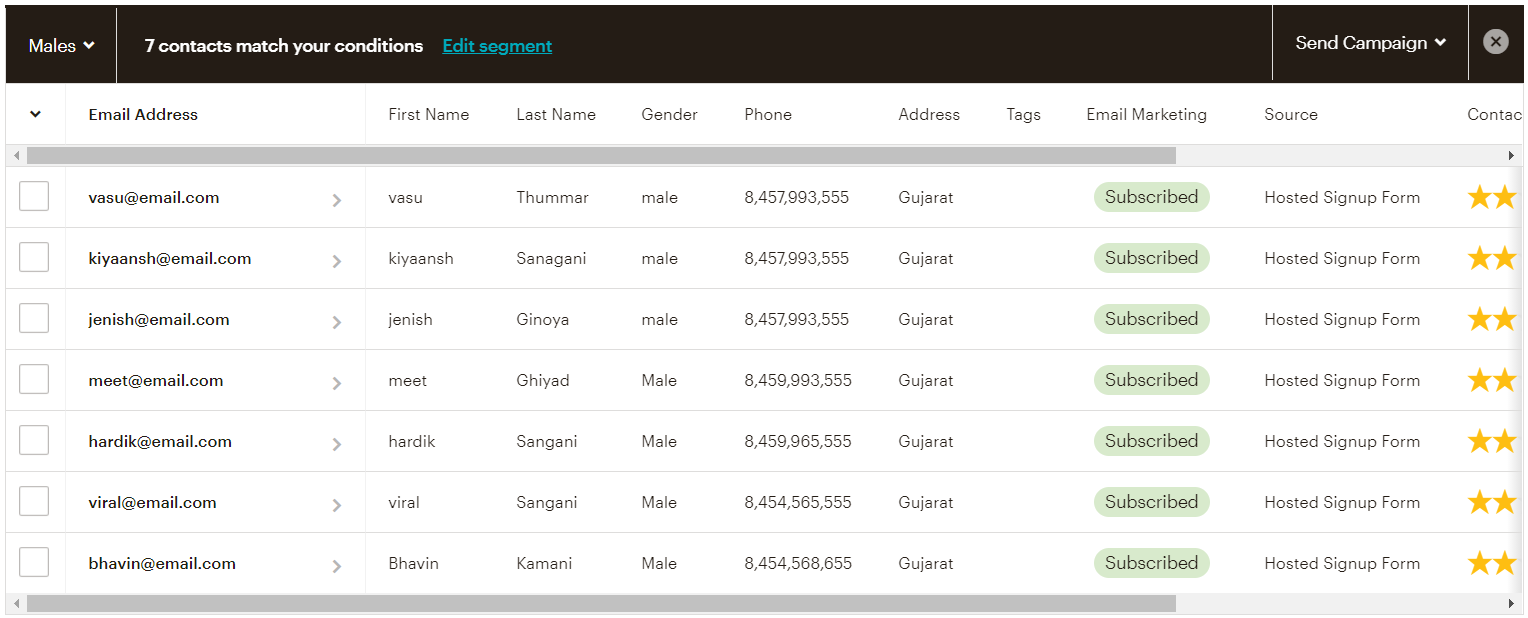 Males 7 contacts match your conditions Edit segment Send Campaign
Email Address First Name Last Name Gender Phone Address Tags Email Marketing Source Contac
vasu@email.com vasu Thummar male 8,457,993,555 Gujarat Subscribed Hosted Signup Form
kiyaansh@email.com kiyaansh Sanagani male 8,457,993,555 Gujarat Subscribed Hosted Signup Form
jenish@email.com jenish Ginoya male 8,457,993,555 Gujarat Subscribed Hosted Signup Form
meet@email.com meet Ghiyad Male 8,459,993,555 Gujarat Subscribed Hosted Signup Form
hardik@email.com hardik Sangani Male 8,459,965,555 Gujarat Subscribed Hosted Signup Form
viral@email.com viral Sangani Male 8,454,565,555 Gujarat Subscribed Hosted Signup Form
bhavin@email.com Bhavin Kamani Male 8,454,568,655 Gujarat Subscribed Hosted Signup Form